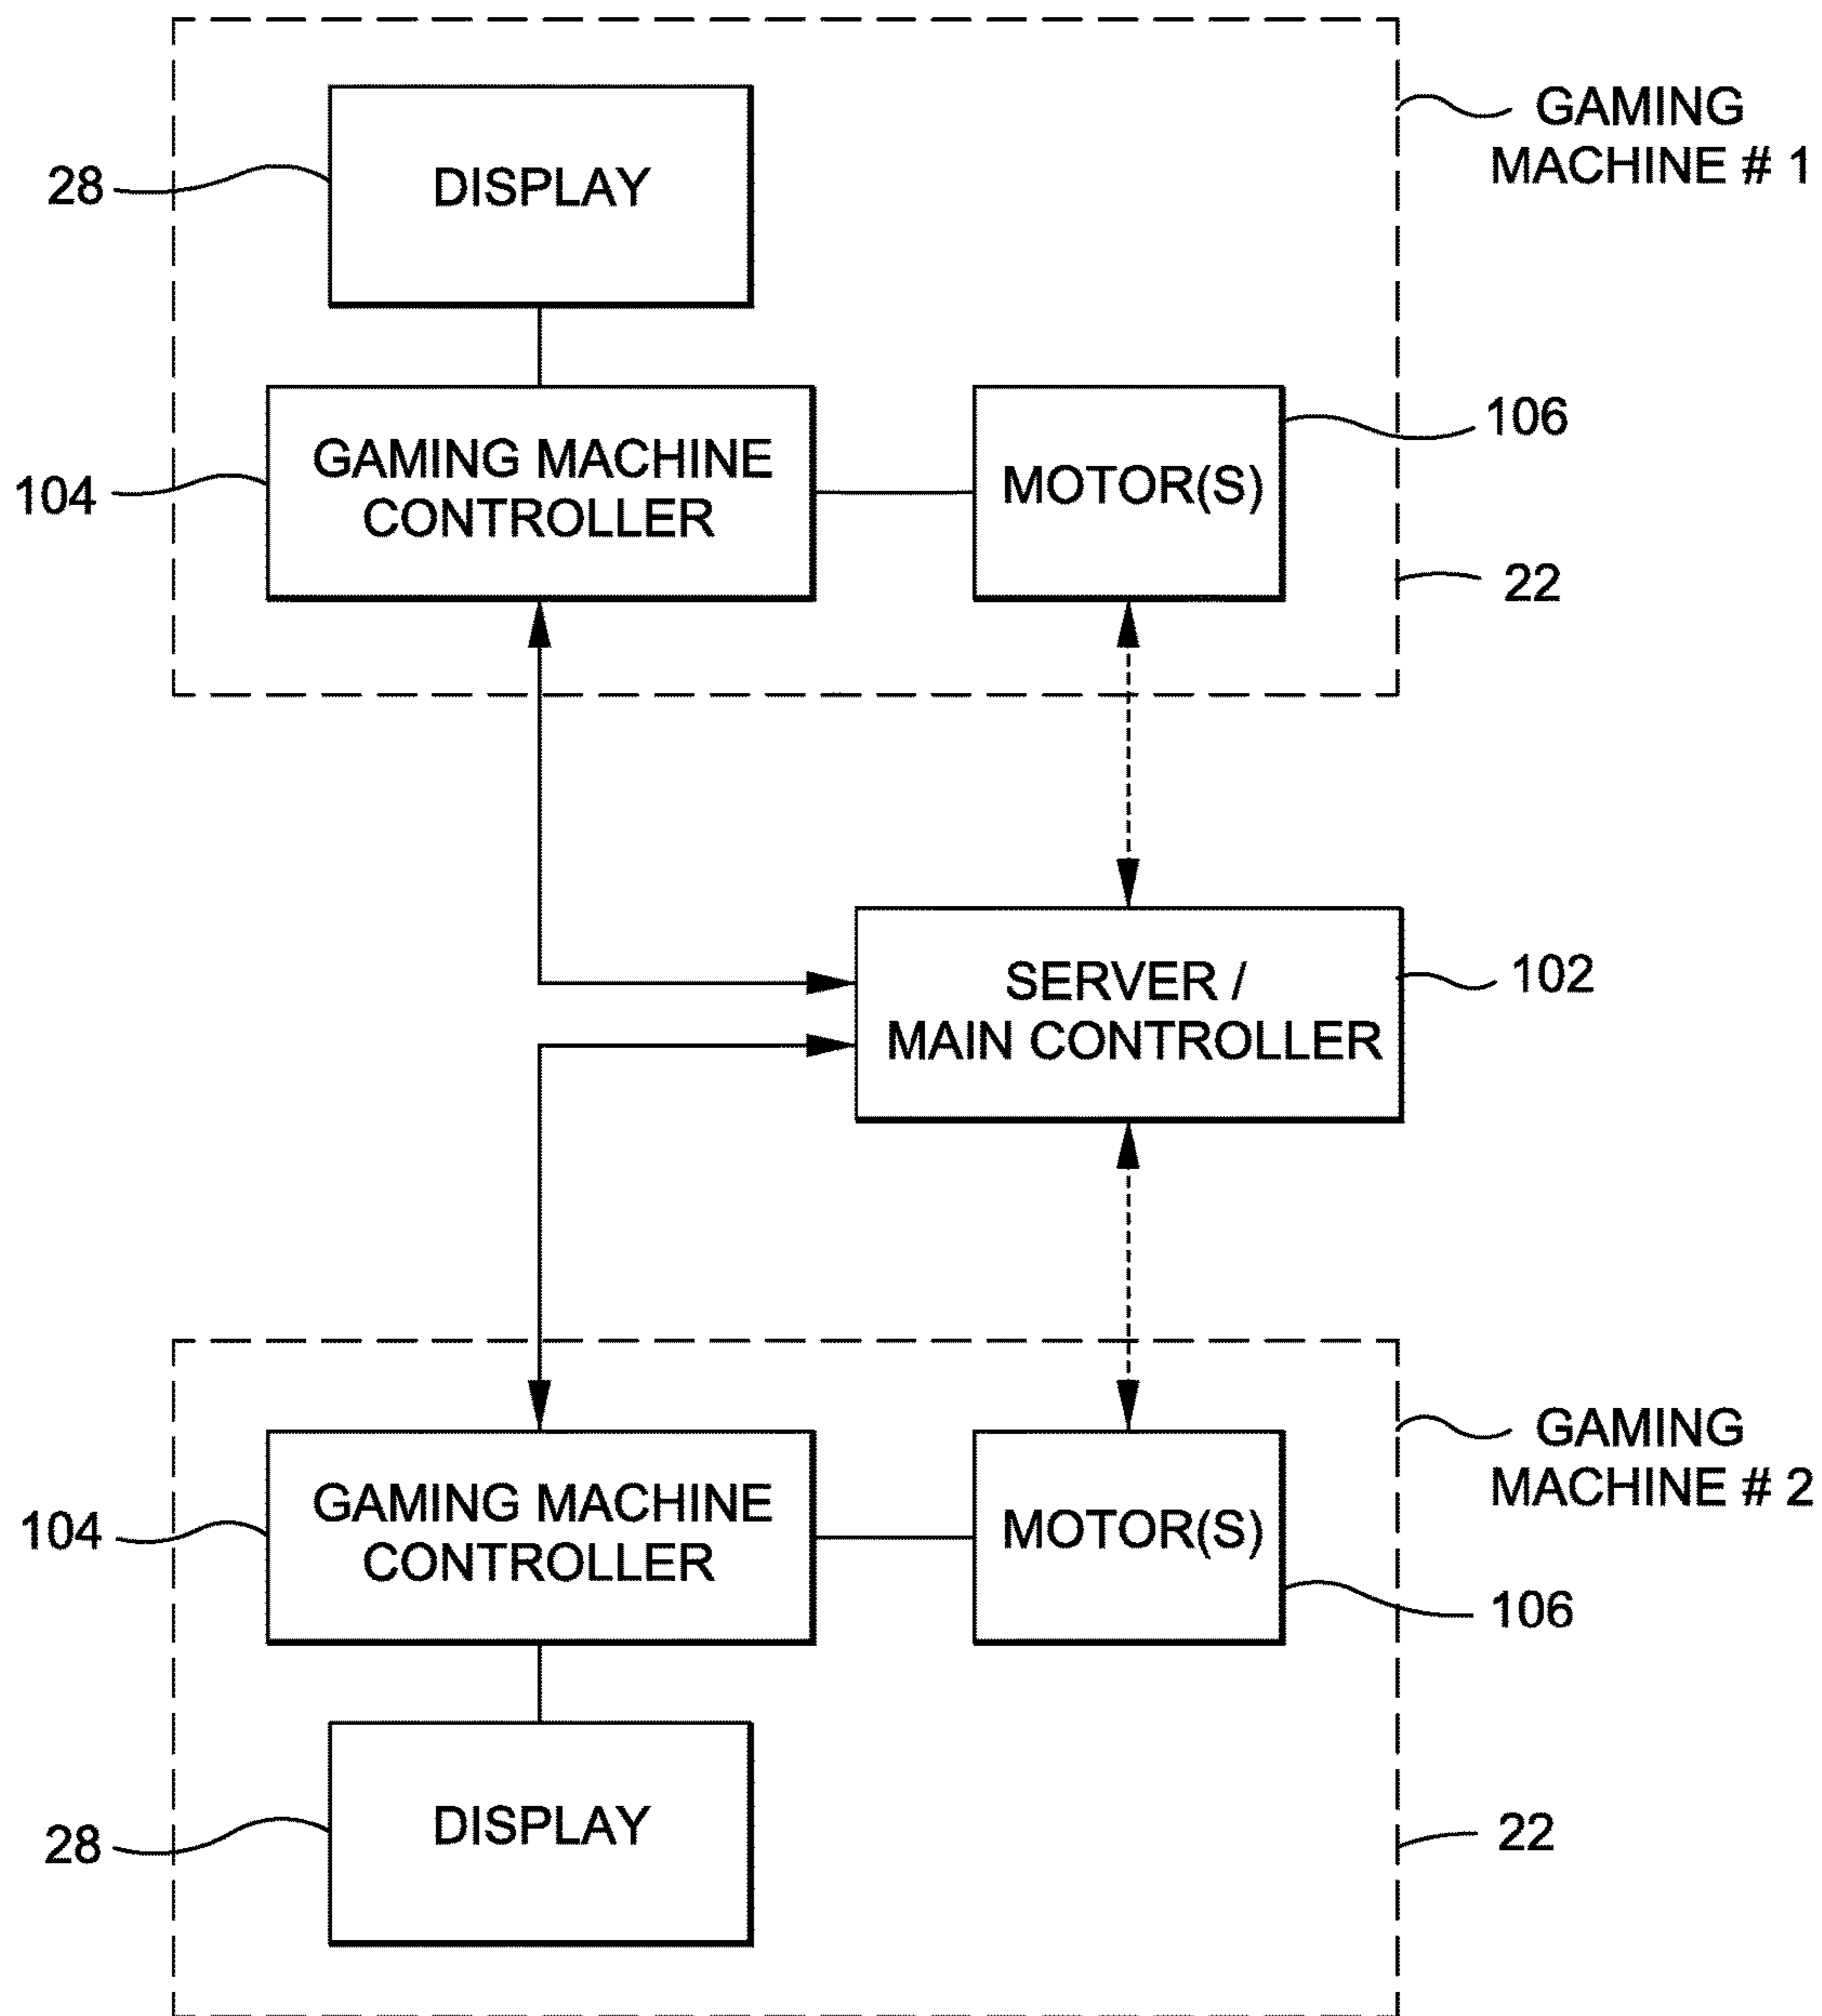 GAMING
MACHINE # 1
28
DISPLAY
106
GAMING MACHINE
CONTROLLER
MOTOR(S)
104
22
SERVER /
MAIN CONTROLLER
102
GAMING
MACHINE # 2
GAMING MACHINE
CONTROLLER
MOTOR(S)
104
106
DISPLAY
28
22